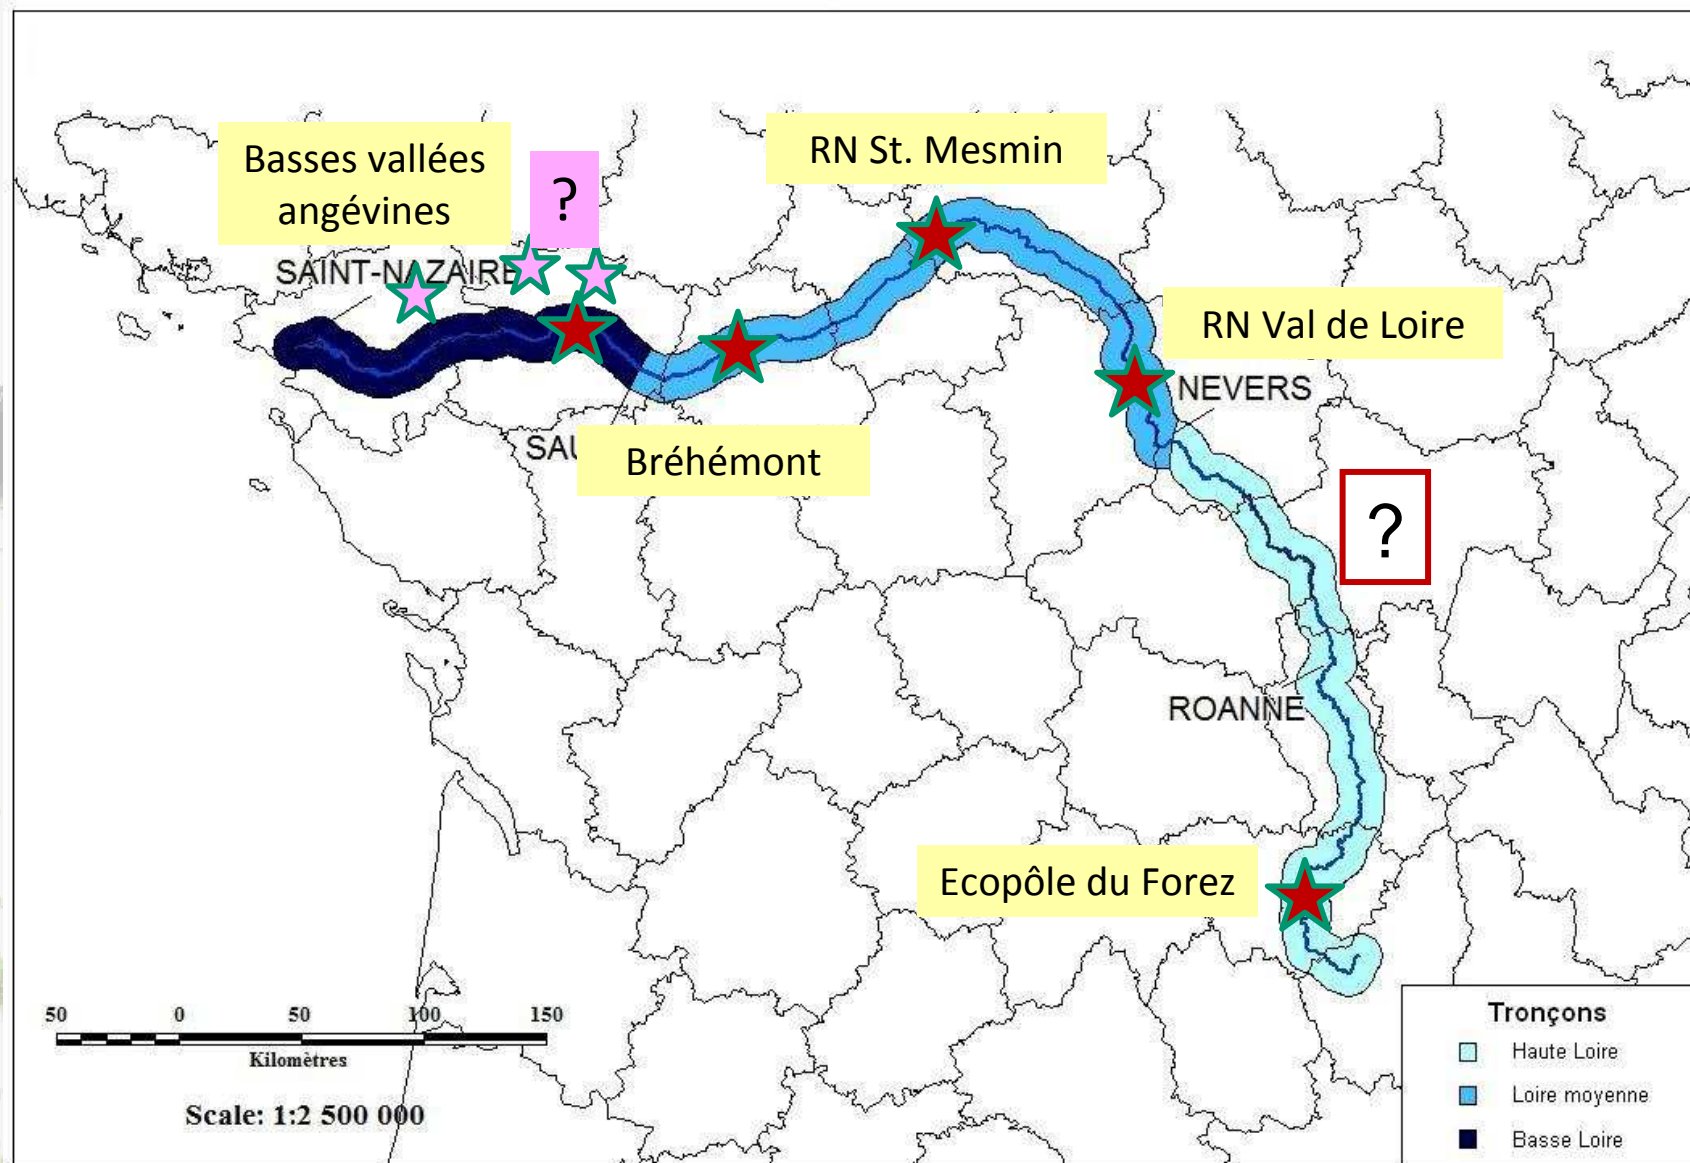 Basses vallées
angévines
?
RN St. Mesmin
SAINT-NAZAIRE
RN Val de Loire
NEVERS
SAU
Bréhémont
?
ROANNE
Ecopôle du Forez
50 0 50 100 150
Kilomètres
Scale: 1:2 500 000
Tronçons
Haute Loire
Loire moyenne
Basse Loire